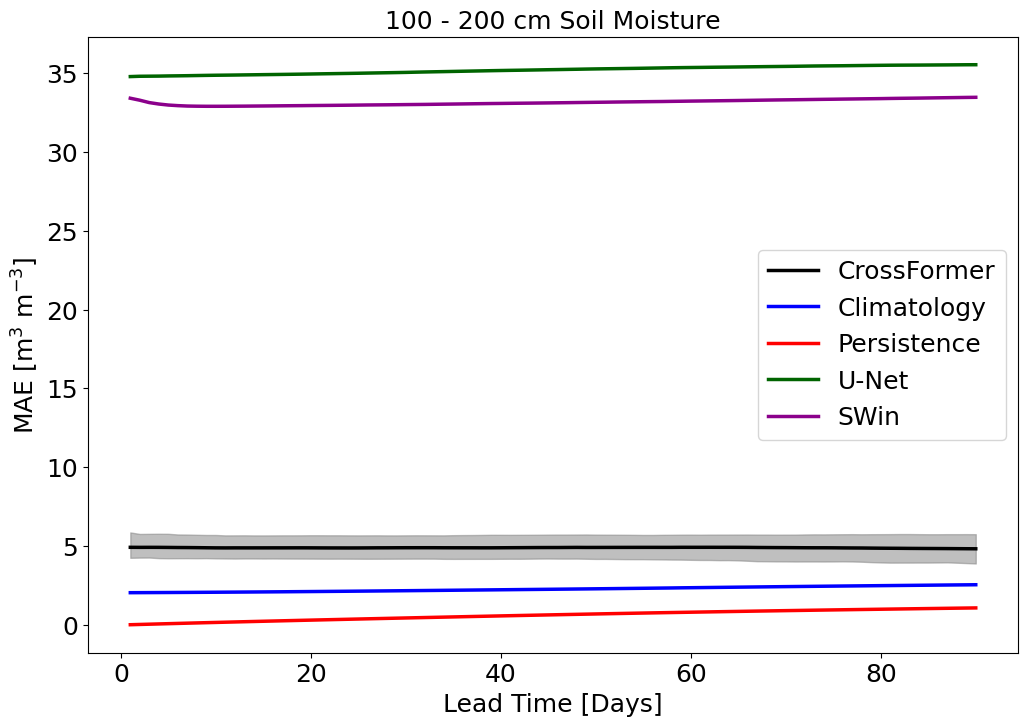 100 - 200 cm Soil Moisture
MAE [m³ m⁻³]
35
30
25
20
15
10
5
0
CrossFormer
Climatology
Persistence
U-Net
SWin
0 20 40 60 80
Lead Time [Days]